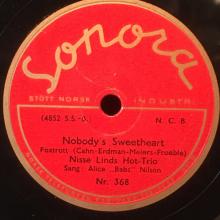 Sonora
STÖTT NORSK INDUSTRI
(4852 S.S.-O.) N. C. B.
Nobody's Sweetheart
Foxtrott (Cahn-Erdman-Meiers-Froeble)
Nisse Linds Hot-Trio
Sang: Alice „Babs” Nilson
Nr. 368